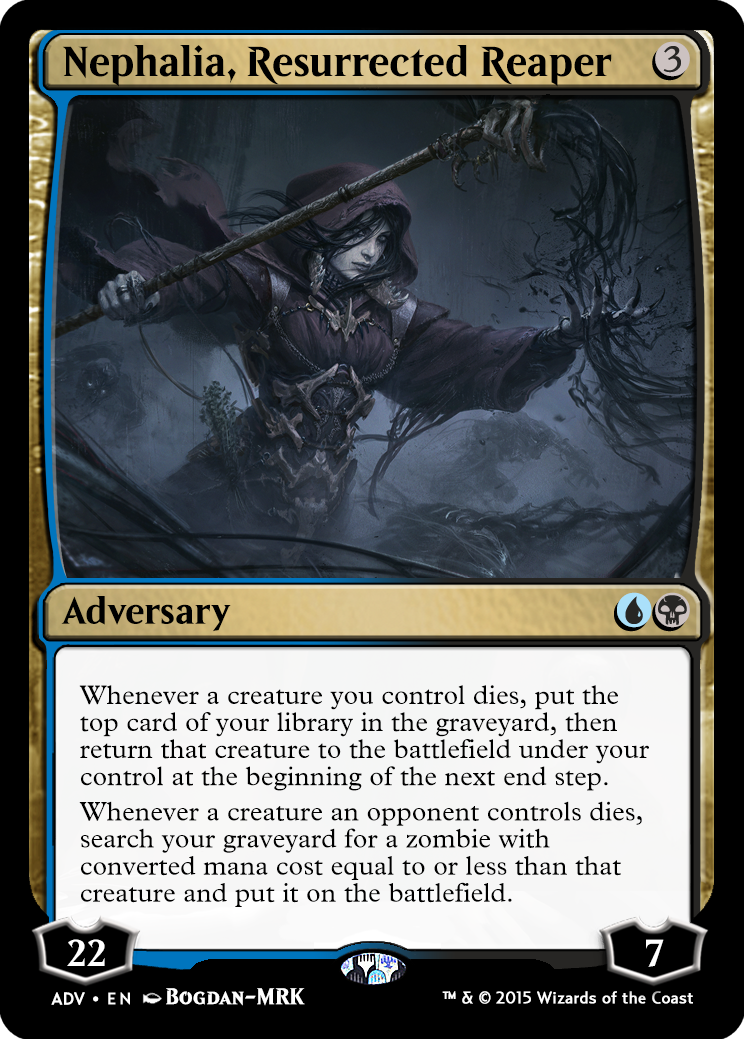 Nephalia, Resurrected Reaper 3
Adversary
Whenever a creature you control dies, put the
top card of your library in the graveyard, then
return that creature to the battlefield under your
control at the beginning of the next end step.
Whenever a creature an opponent controls dies,
search your graveyard for a zombie with
converted mana cost equal to or less than that
creature and put it on the battlefield.
22
7
ADV • EN Bogdan-MRK
™ & © 2015 Wizards of the Coast